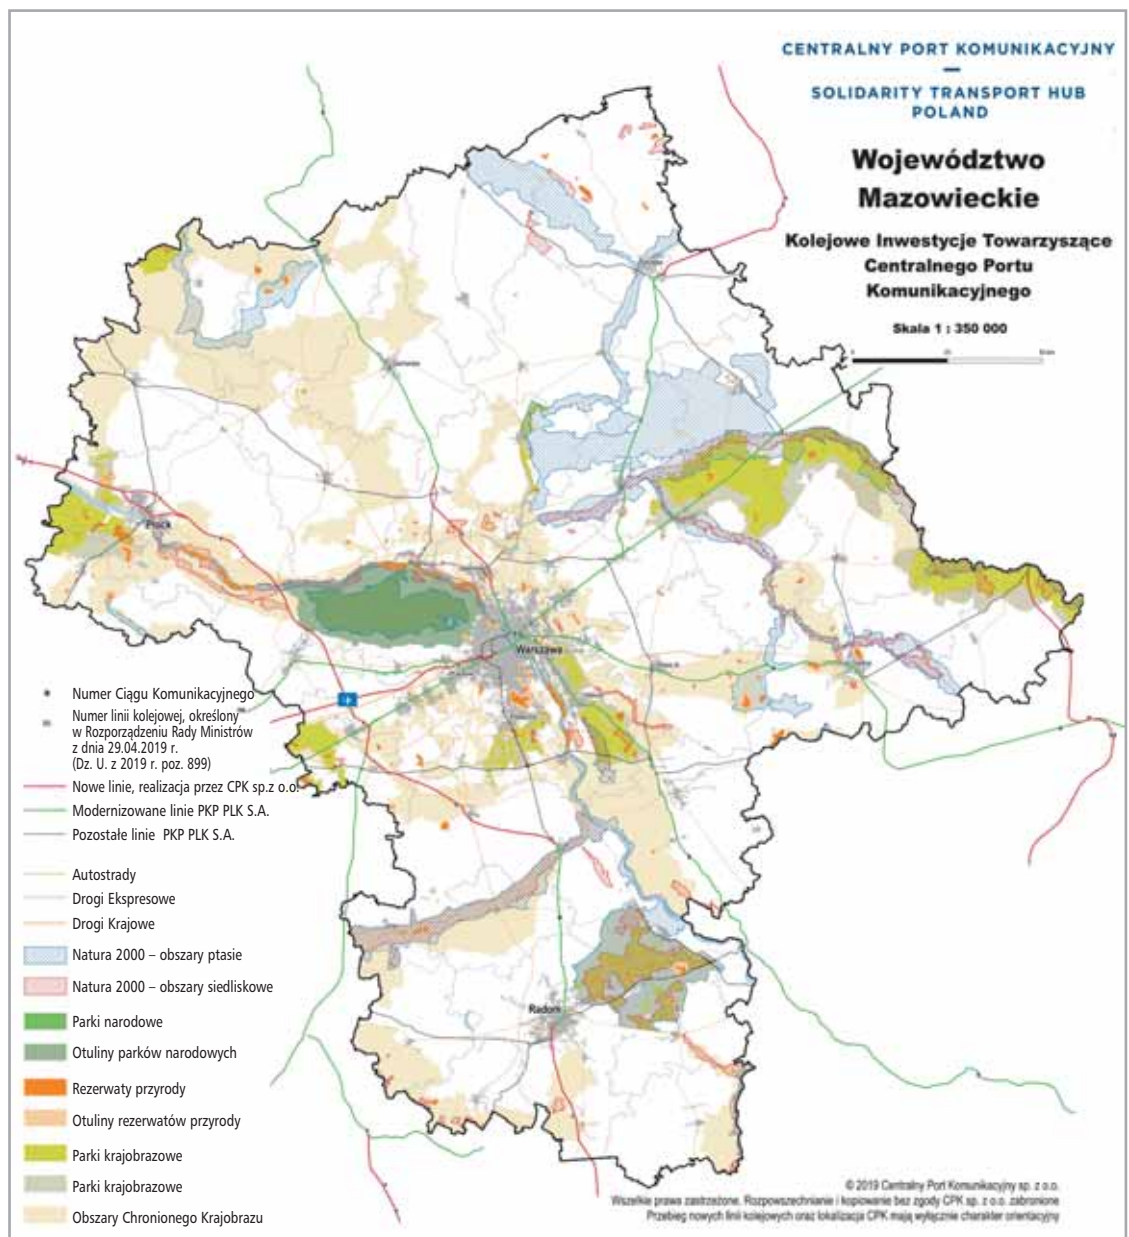 CENTRALNY PORT KOMUNIKACYJNY
—
SOLIDARITY TRANSPORT HUB
POLAND
Województwo
Mazowieckie
Kolejowe Inwestycje Towarzyszące
Centralnego Portu
Komunikacyjnego
Skala 1 : 350 000
Płock
Warszawa
Radom
Numer Ciągu Komunikacyjnego
Numer linii kolejowej, określony
w Rozporządzeniu Rady Ministrów
z dnia 29.04.2019 r.
(Dz. U. z 2019 r. poz. 899)
Nowe linie, realizacja przez CPK sp.z o.o.
Modernizowane linie PKP PLK S.A.
Pozostałe linie PKP PLK S.A.
Autostrady
Drogi Ekspresowe
Drogi Krajowe
Natura 2000 – obszary ptasie
Natura 2000 – obszary siedliskowe
Parki narodowe
Otuliny parków narodowych
Rezerwaty przyrody
Otuliny rezerwatów przyrody
Parki krajobrazowe
Parki krajobrazowe
Obszary Chronionego Krajobrazu
© 2019 Centralny Port Komunikacyjny sp. z o.o.
Wszelkie prawa zastrzeżone. Rozpowszechnianie i kopiowanie bez zgody CPK sp. z o.o. zabronione
Przebieg nowych linii kolejowych oraz lokalizacja CPK mają wyłącznie charakter orientacyjny